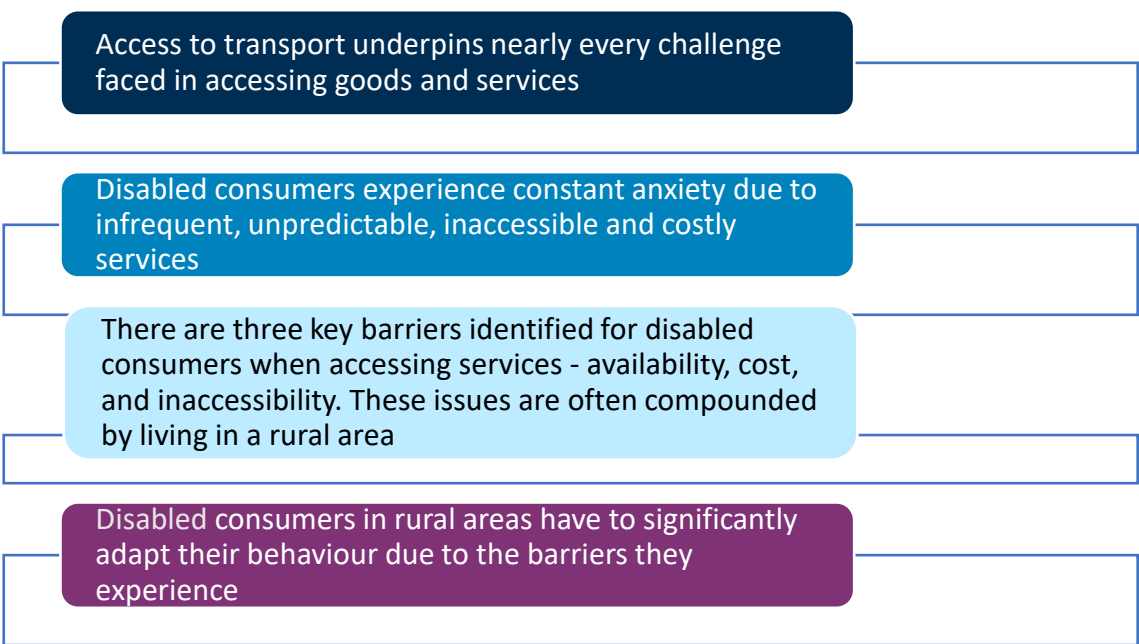 Access to transport underpins nearly every challenge
faced in accessing goods and services
Disabled consumers experience constant anxiety due to
infrequent, unpredictable, inaccessible and costly
services
There are three key barriers identified for disabled
consumers when accessing services - availability, cost,
and inaccessibility. These issues are often compounded
by living in a rural area
Disabled consumers in rural areas have to significantly
adapt their behaviour due to the barriers they
experience